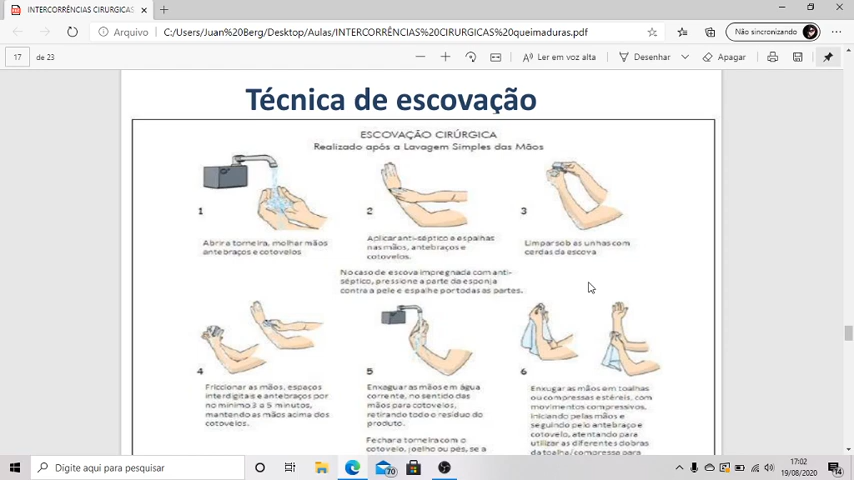 INTERCORRÊNCIAS CIRURGICAS
Arquivo
C:/Users/Juan%20Berg/Desktop/Aulas/INTERCORRÊNCIAS%20CIRURGICAS%20queimaduras.pdf
Não sincronizando
17 de 23
Ler em voz alta
Desenhar
Apagar
Técnica de escovação
ESCOVAÇÃO CIRÚRGICA
Realizado após a Lavagem Simples das Mãos
1
Abrir a torneira, molhar mãos
antebraços e cotovelos
2
Aplicar anti-séptico e espalhas
nas mãos, antebraços e
cotovelos.
3
Limpar sob as unhas com
cerdas da escova
No caso de escova impregnada com anti-
séptico, pressione a parte da esponja
contra a pele e espalhe por todas as partes.
4
Friccionar as mãos, espaços
interdigitais e antebraços por
no mínimo 3 a 5 minutos,
mantendo as mãos acima dos
cotovelos.
5
Enxaguar as mãos em água
corrente, no sentido das
mãos para cotovelos,
retirando todo o resíduo do
produto.
Fechar a torneira com o
cotovelo, joelho ou pés, se a
6
Enxugar as mãos em toalhas
ou compressas estéreis, com
movimentos compressivos,
iniciando pelas mãos e
seguindo pelo antebraço e
cotovelo, atentando para
utilizar as diferentes dobras
da toalha/compressa para
Digite aqui para pesquisar
70
17:02
19/08/2020
14